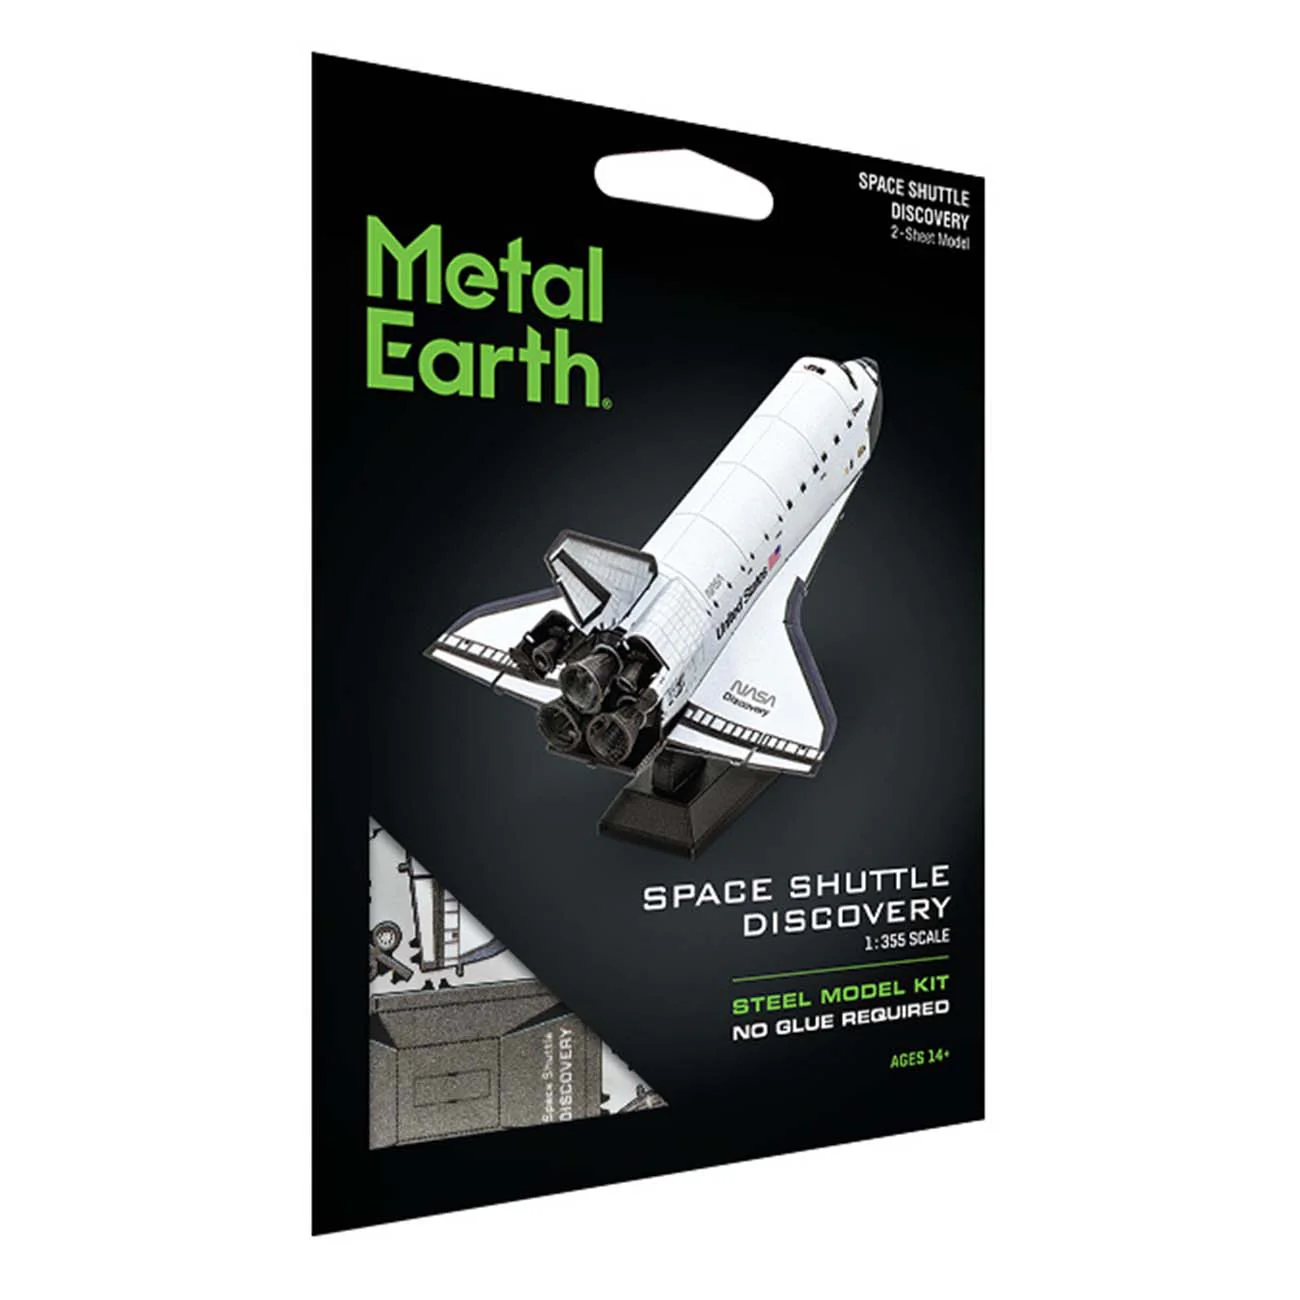 SPACE SHUTTLE
DISCOVERY
2-Sheet Model
Metal
Earth®
NASA
United States
NASA
Discovery
SPACE SHUTTLE
DISCOVERY
1:355 SCALE
STEEL MODEL KIT
NO GLUE REQUIRED
AGES 14+
Space Shuttle
DISCOVERY